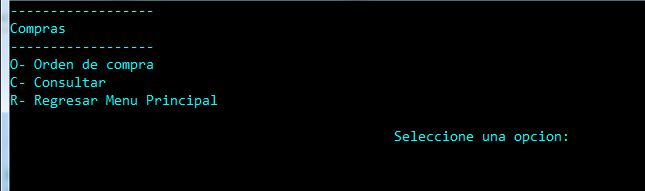 ------------------
Compras
------------------
O- Orden de compra
C- Consultar
R- Regresar Menu Principal
Seleccione una opcion: